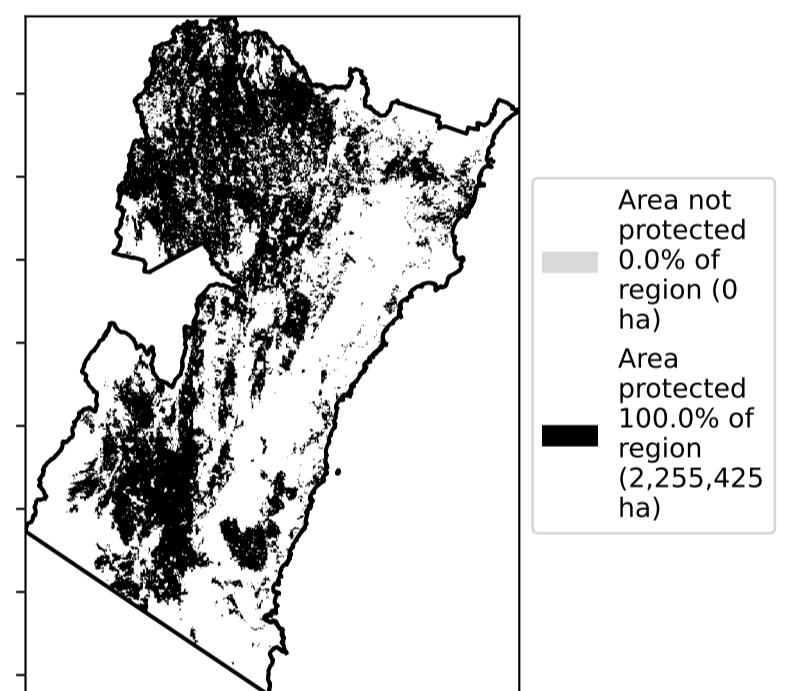 Area not
protected
0.0% of
region (0
ha)
Area
protected
100.0% of
region
(2,255,425
ha)